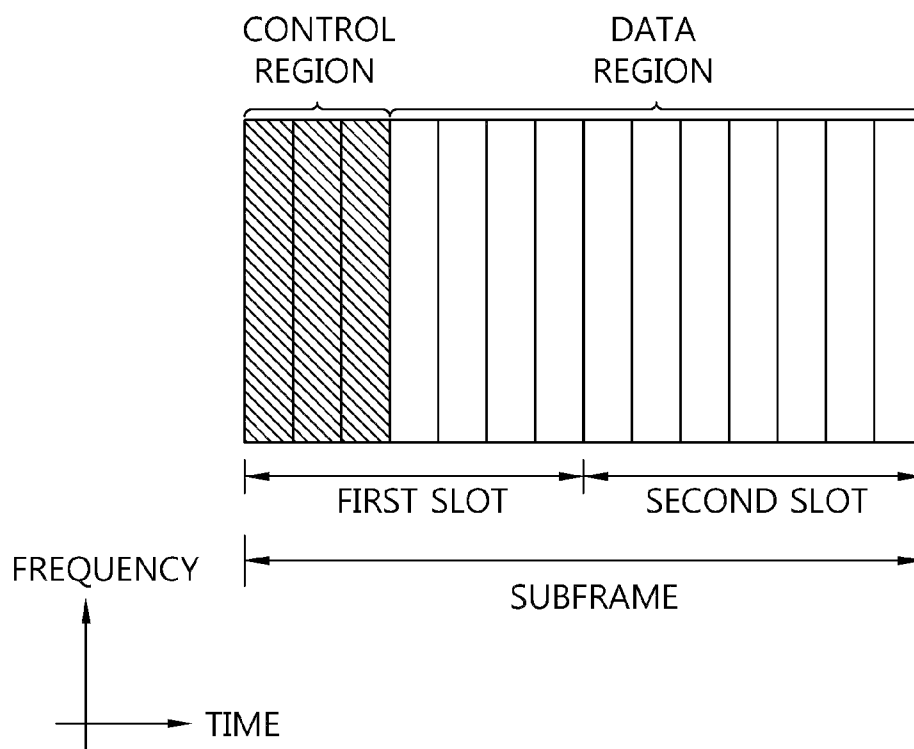 CONTROL
REGION
DATA
REGION
FIRST SLOT
SECOND SLOT
SUBFRAME
FREQUENCY
TIME